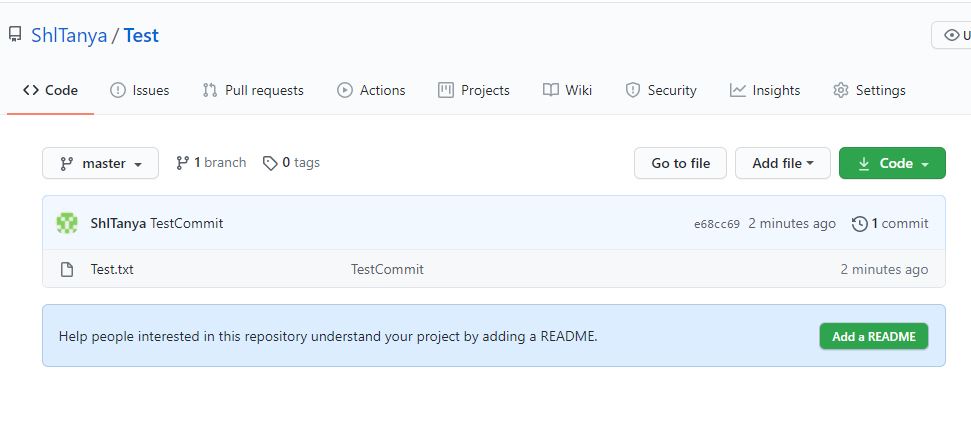 ShlTanya / Test
U
Code Issues Pull requests Actions Projects Wiki Security Insights Settings
master 1 branch 0 tags Go to file Add file Code
ShlTanya TestCommit e68cc69 2 minutes ago 1 commit
Test.txt TestCommit 2 minutes ago
Help people interested in this repository understand your project by adding a README. Add a README